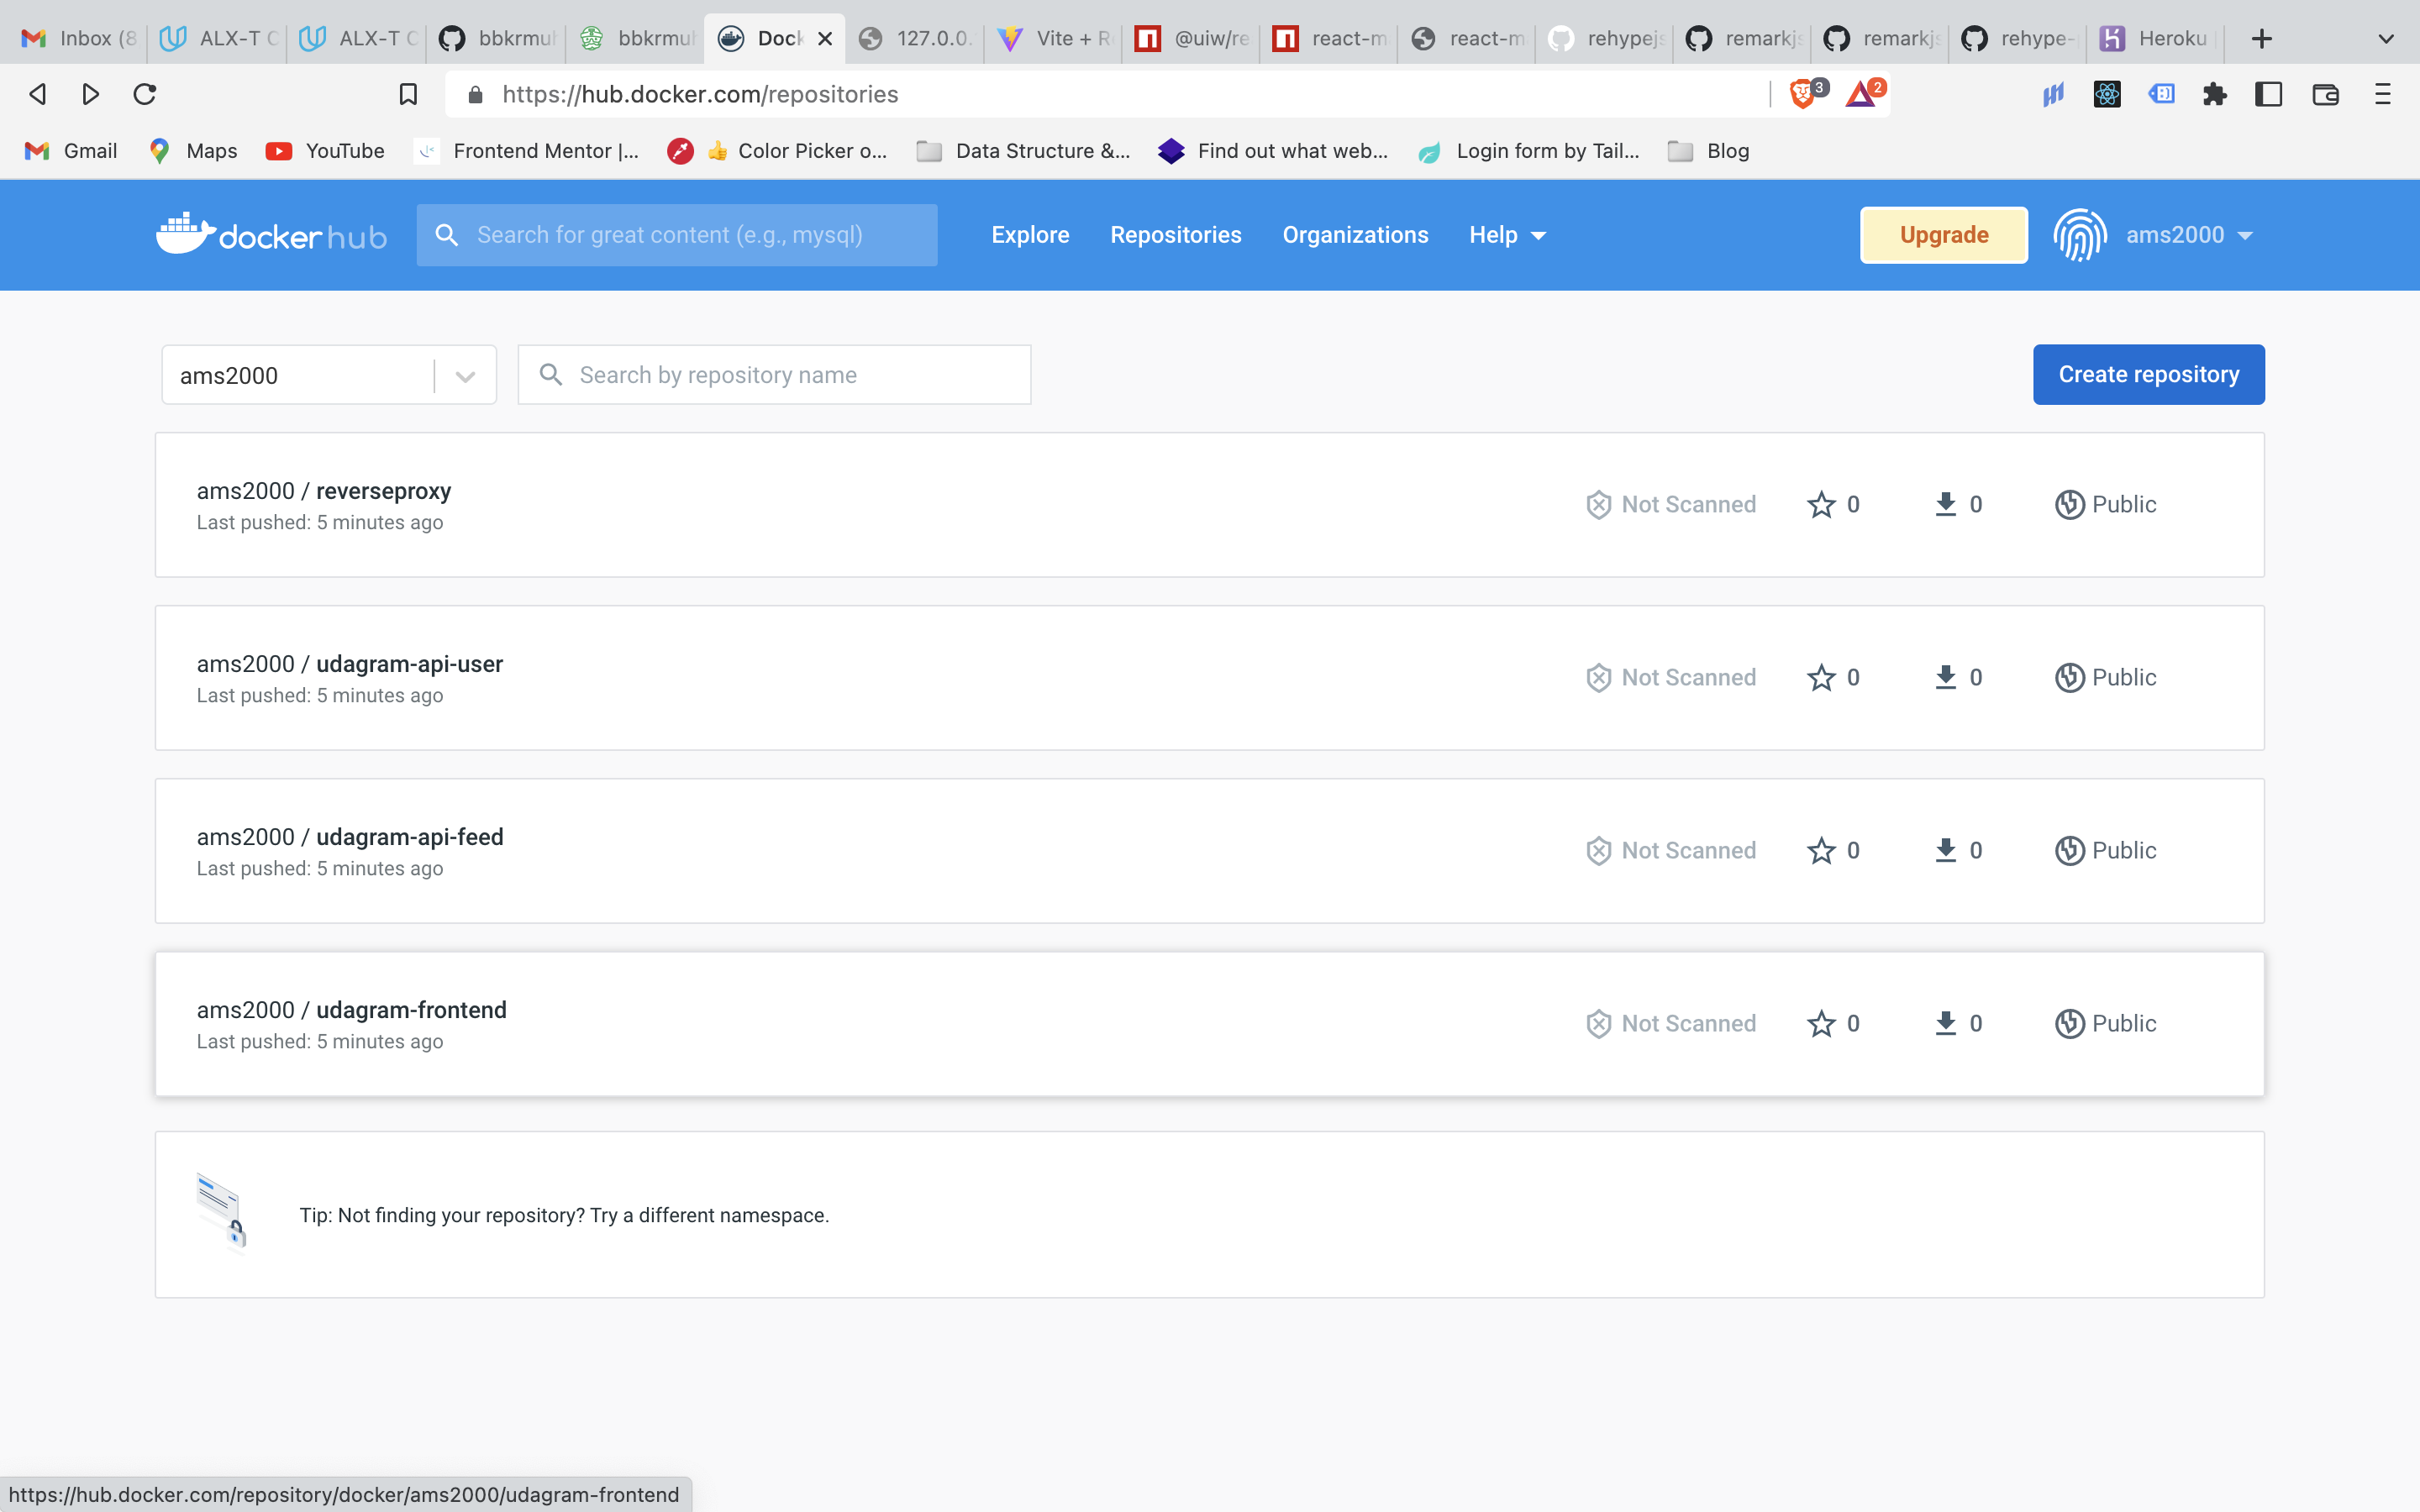 Inbox (8 ALX-T C ALX-T C bbkrmuh bbkrmuh Dock 127.0.0. Vite + R @uiw/re react-m react-m rehypejs remarkjs remarkjs rehype- Heroku
https://hub.docker.com/repositories 3 2
Gmail Maps YouTube Frontend Mentor |... Color Picker o... Data Structure &... Find out what web... Login form by Tail... Blog
docker hub Search for great content (e.g., mysql) Explore Repositories Organizations Help Upgrade ams2000
ams2000 Search by repository name Create repository
ams2000 / reverseproxy
Last pushed: 5 minutes ago
Not Scanned 0 0 Public
ams2000 / udagram-api-user
Last pushed: 5 minutes ago
Not Scanned 0 0 Public
ams2000 / udagram-api-feed
Last pushed: 5 minutes ago
Not Scanned 0 0 Public
ams2000 / udagram-frontend
Last pushed: 5 minutes ago
Not Scanned 0 0 Public
Tip: Not finding your repository? Try a different namespace.
https://hub.docker.com/repository/docker/ams2000/udagram-frontend